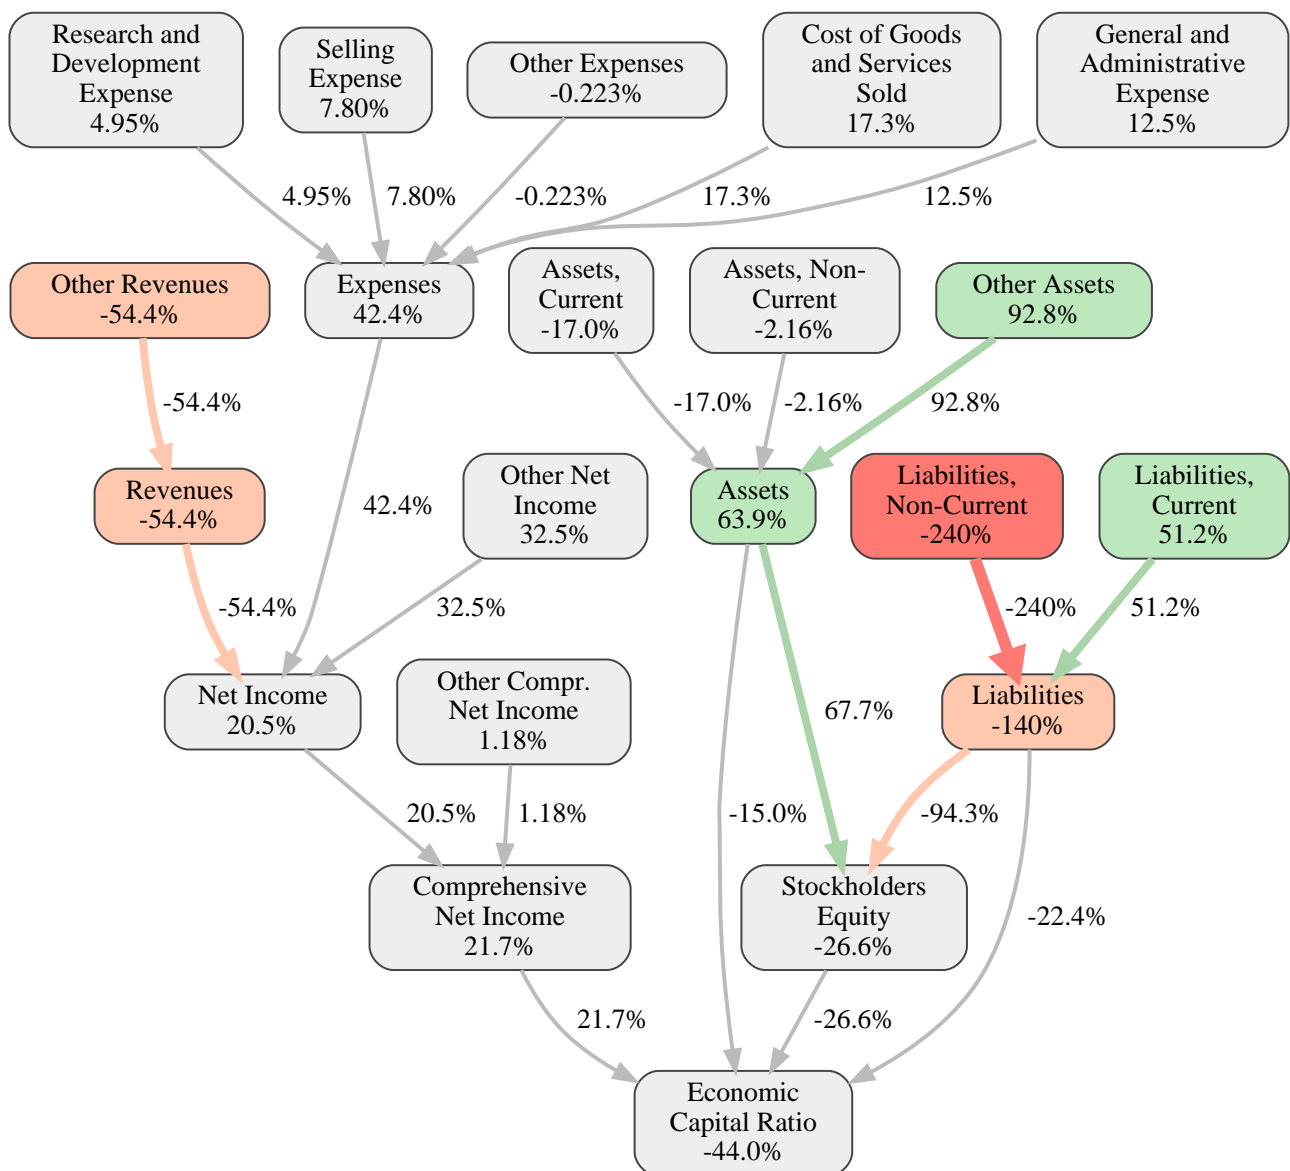 Research and
Development
Expense
4.95%
Selling
Expense
7.80%
Other Expenses
-0.223%
Cost of Goods
and Services
Sold
17.3%
General and
Administrative
Expense
12.5%
4.95%
7.80%
-0.223%
17.3%
12.5%
Other Revenues
-54.4%
Expenses
42.4%
Assets,
Current
-17.0%
Assets, Non-
Current
-2.16%
Other Assets
92.8%
-54.4%
-17.0%
-2.16%
92.8%
Revenues
-54.4%
42.4%
Other Net
Income
32.5%
Assets
63.9%
Liabilities,
Non-Current
-240%
Liabilities,
Current
51.2%
-54.4%
32.5%
-240%
51.2%
Net Income
20.5%
Other Compr.
Net Income
1.18%
67.7%
Liabilities
-140%
20.5%
1.18%
-15.0%
-94.3%
Comprehensive
Net Income
21.7%
Stockholders
Equity
-26.6%
-22.4%
21.7%
-26.6%
Economic
Capital Ratio
-44.0%